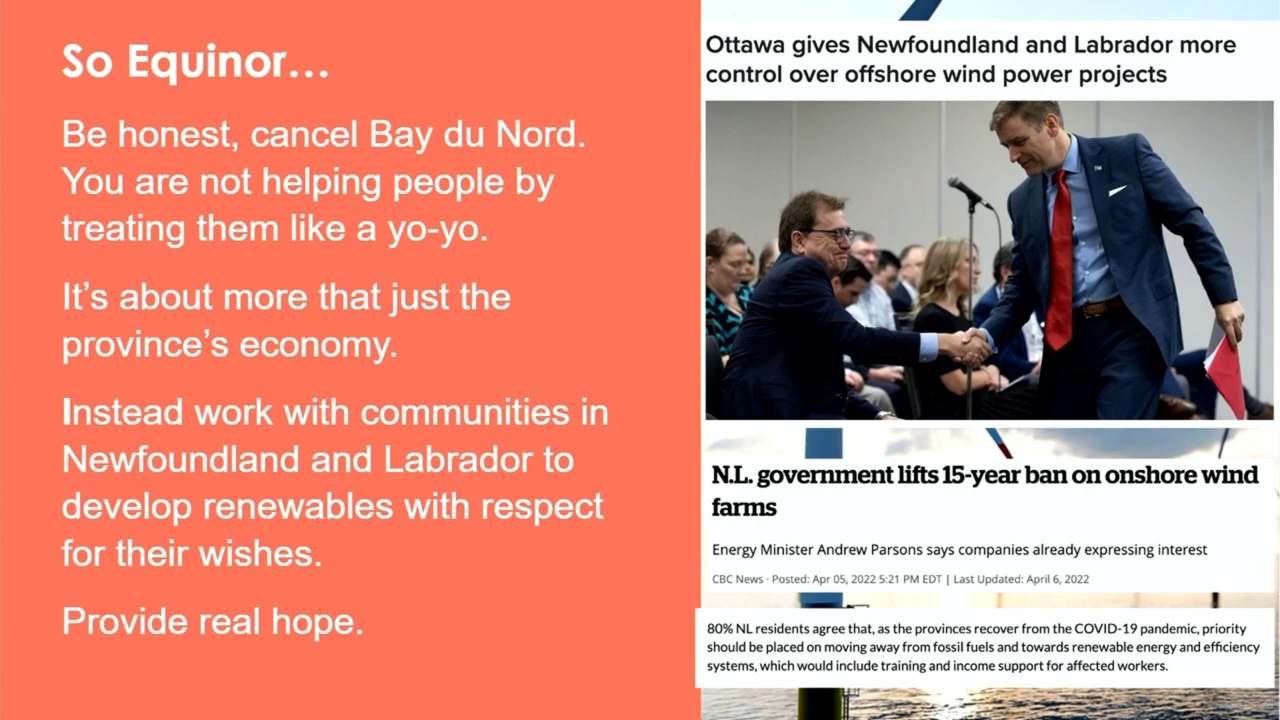 So Equinor...
Be honest, cancel Bay du Nord.
You are not helping people by
treating them like a yo-yo.
It's about more that just the
province's economy.
Instead work with communities in
Newfoundland and Labrador to
develop renewables with respect
for their wishes.
Provide real hope.
Ottawa gives Newfoundland and Labrador more
control over offshore wind power projects
N.L. government lifts 15-year ban on onshore wind
farms
Energy Minister Andrew Parsons says companies already expressing interest
CBC News · Posted: Apr 05, 2022 5:21 PM EDT | Last Updated: April 6, 2022
80% NL residents agree that, as the provinces recover from the COVID-19 pandemic, priority
should be placed on moving away from fossil fuels and towards renewable energy and efficiency
systems, which would include training and income support for affected workers.